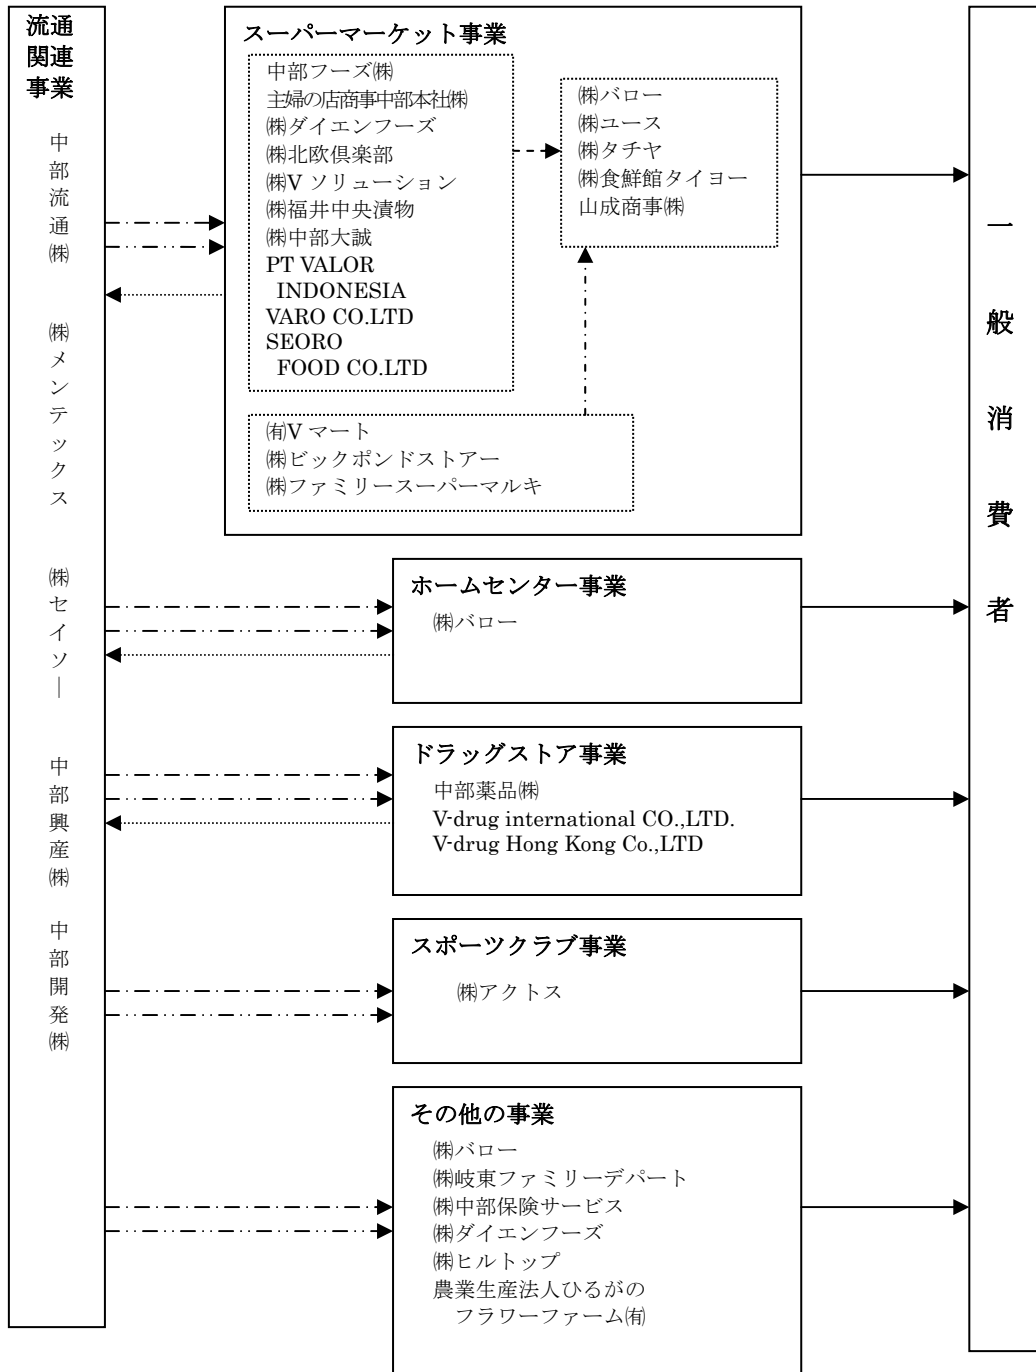 流通
関連
事業
中部流通㈱
㈱メンテックス
㈱セイソー
中部興産㈱
中部開発㈱
スーパーマーケット事業
中部フーズ㈱
主婦の店商事中部本社㈱
㈱ダイエンフーズ
㈱北欧倶楽部
㈱V ソリューション
㈱福井中央漬物
㈱中部大誠
PT VALOR
INDONESIA
VARO CO.LTD
SEORO
FOOD CO.LTD
㈱バロー
㈱ユース
㈱タチヤ
㈱食鮮館タイヨー
山成商事㈱
㈲V マート
㈱ビックポンドストアー
㈱ファミリースーパーマルキ
ホームセンター事業
㈱バロー
ドラッグストア事業
中部薬品㈱
V-drug international CO.,LTD.
V-drug Hong Kong Co.,LTD
スポーツクラブ事業
㈱アクトス
その他の事業
㈱バロー
㈱岐東ファミリーデパート
㈱中部保険サービス
㈱ダイエンフーズ
㈱ヒルトップ
農業生産法人ひるがの
フラワーファーム㈲
一般消費者